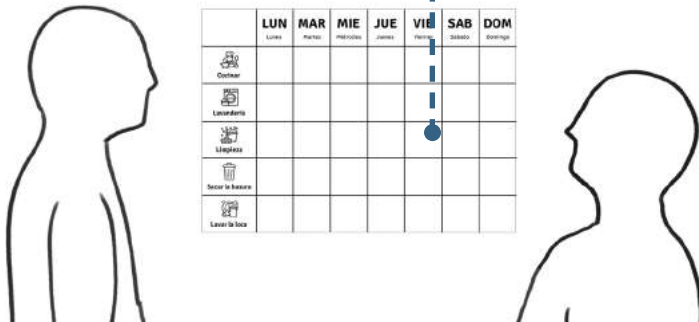 LUN MAR MIE JUE VIE SAB DOM
Lunes Martes Miércoles Jueves Viernes Sábado Domingo
Cocinar
Lavandería
Limpieza
Sacar la basura
Lavar la loza